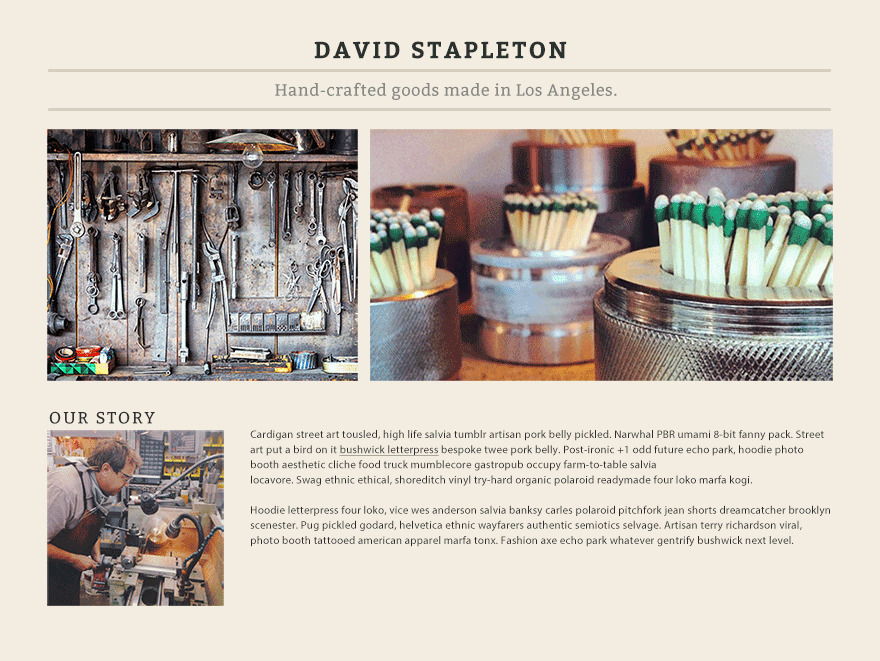 DAVID STAPLETON
Hand-crafted goods made in Los Angeles.
OUR STORY
Cardigan street art tousled, high life salvia tumblr artisan pork belly pickled. Narwhal PBR umami 8-bit fanny pack. Street
art put a bird on it bushwick letterpress bespoke twee pork belly. Post-ironic +1 odd future echo park, hoodie photo
booth aesthetic cliche food truck mumblecore gastropub occupy farm-to-table salvia
locavore. Swag ethnic ethical, shoreditch vinyl try-hard organic polaroid readymade four loko marfa kogi.
Hoodie letterpress four loko, vice wes anderson salvia banksy carles polaroid pitchfork jean shorts dreamcatcher brooklyn
scenester. Pug pickled godard, helvetica ethnic wayfarers authentic semiotics selvage. Artisan terry richardson viral,
photo booth tattooed american apparel marfa tonx. Fashion axe echo park whatever gentrify bushwick next level.